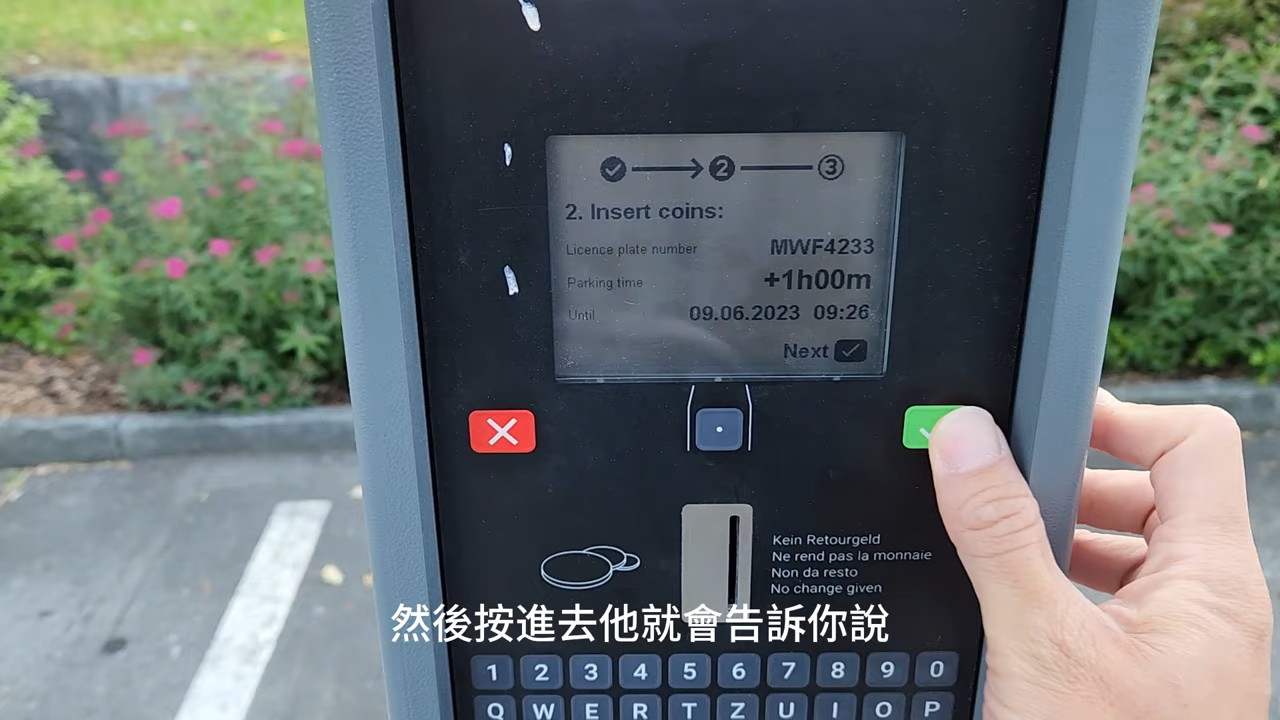 2
3
2. Insert coins:
Licence plate number MWF4233
Parking time +1h00m
Until 09.06.2023 09:26
Next
Kein Retourgeld
Ne rend pas la monnaie
Non da resto
No change given
然後按進去他就會告訴你說
1 2 3 4 5 6 7 8 9 0
Q W E R T Z U I O P